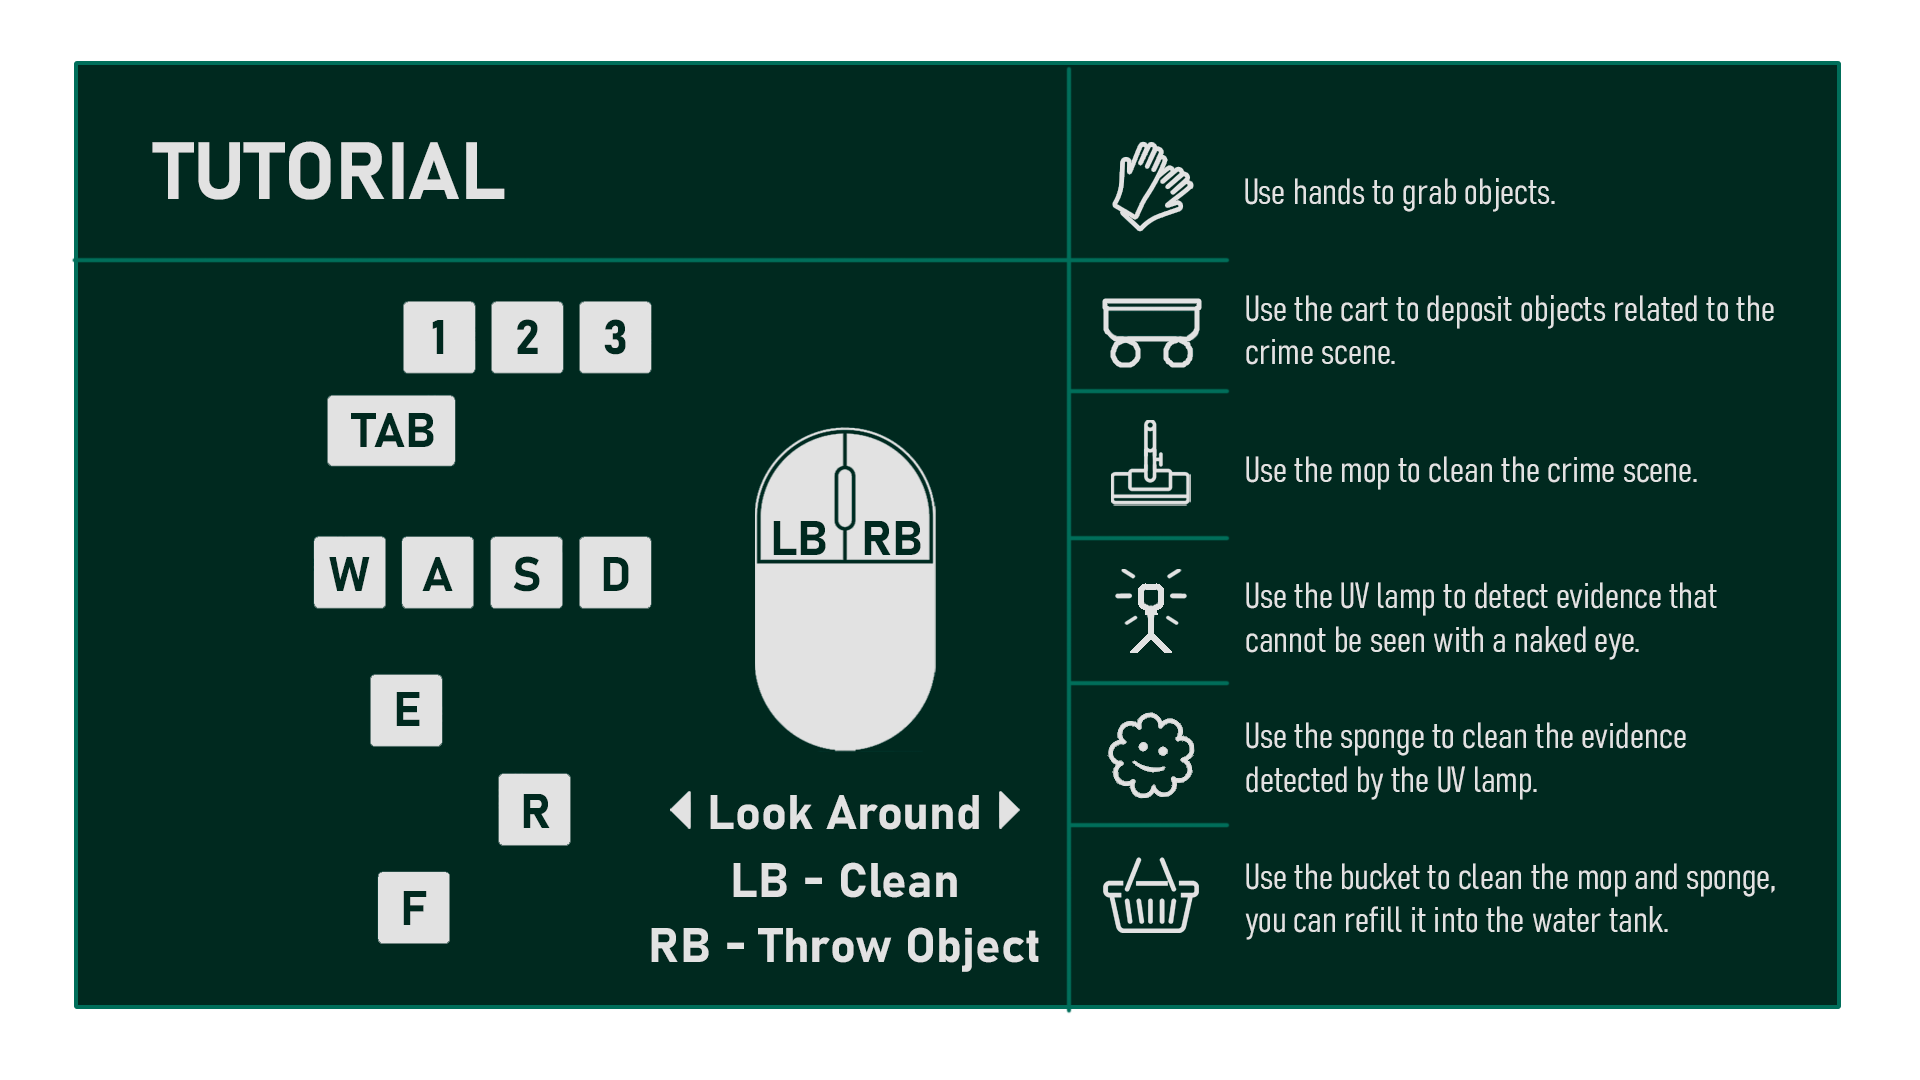 TUTORIAL
1 2 3
TAB
W A S D
E
R
F
LB RB
Look Around
LB - Clean
RB - Throw Object
Use hands to grab objects.
Use the cart to deposit objects related to the
crime scene.
Use the mop to clean the crime scene.
Use the UV lamp to detect evidence that
cannot be seen with a naked eye.
Use the sponge to clean the evidence
detected by the UV lamp.
Use the bucket to clean the mop and sponge,
you can refill it into the water tank.